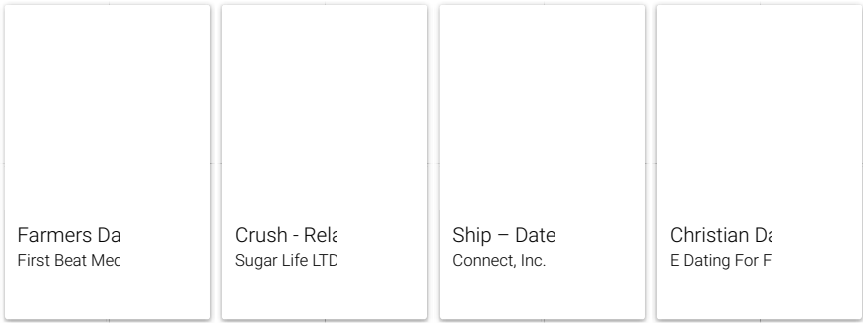 Farmers Da
First Beat Med
Crush - Rela
Sugar Life LTD
Ship – Date
Connect, Inc.
Christian Da
E Dating For F